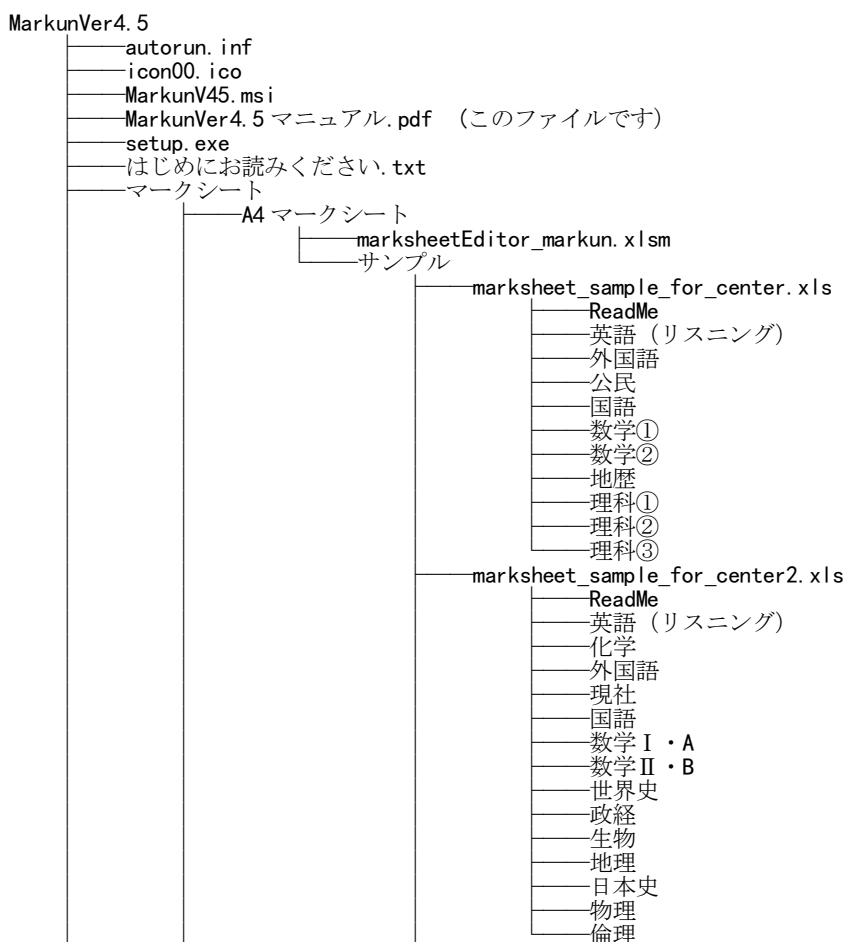 MarkunVer4.5
autorun.inf
icon00.ico
MarkunV45.msi
MarkunVer4.5 マニュアル.pdf (このファイルです)
setup.exe
はじめにお読みください.txt
マークシート
A4 マークシート
marksheetEditor_markun.xlsm
サンプル
marksheet_sample_for_center.xls
ReadMe
英語（リスニング）
外国語
公民
国語
数学①
数学②
地歴
理科①
理科②
理科③
marksheet_sample_for_center2.xls
ReadMe
英語（リスニング）
化学
外国語
現社
国語
数学Ⅰ・A
数学Ⅱ・B
世界史
政経
生物
地理
日本史
物理
倫理